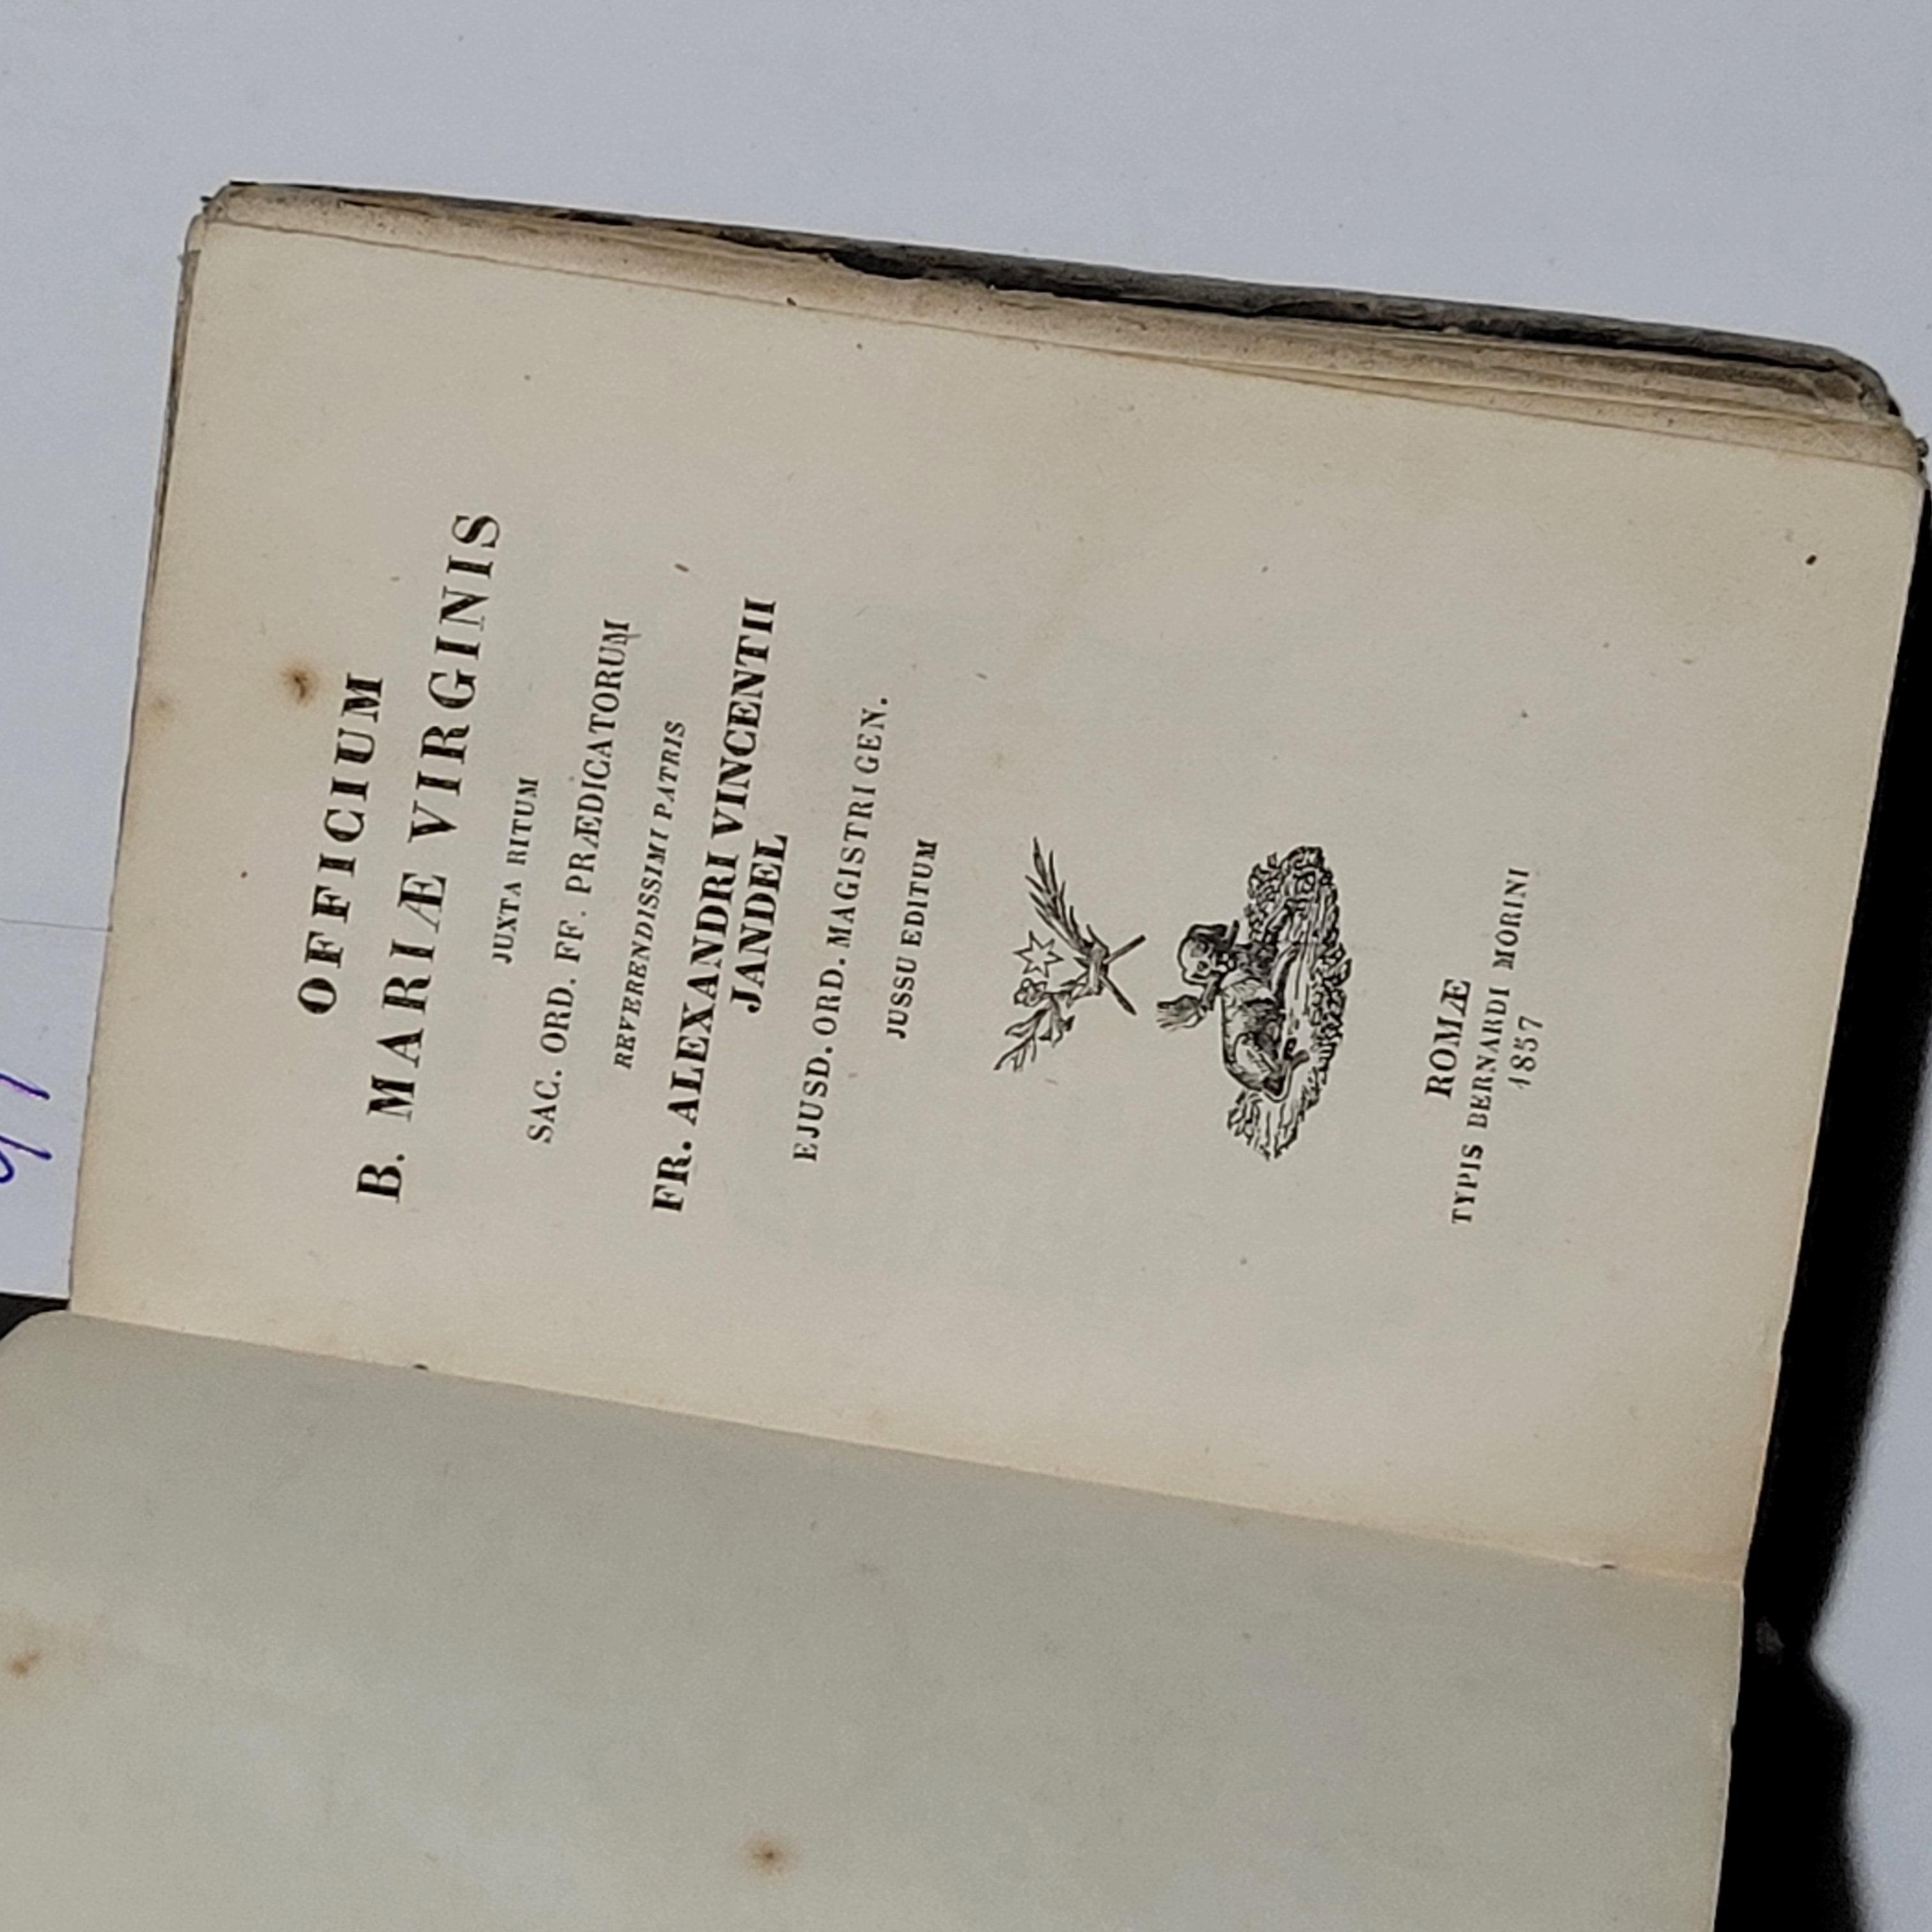 OFFICIUM
B. MARIÆ VIRGINIS
JUXTA RITUM
SAC. ORD. FF. PRÆDICATORUM
REVERENDISSIMI PATRIS
FR. ALEXANDRI VINCENTII
JANDEL
EJUSD. ORD. MAGISTRI GEN.
JUSSU EDITUM
ROMÆ
TYPIS BERNARDI MORINI
1857